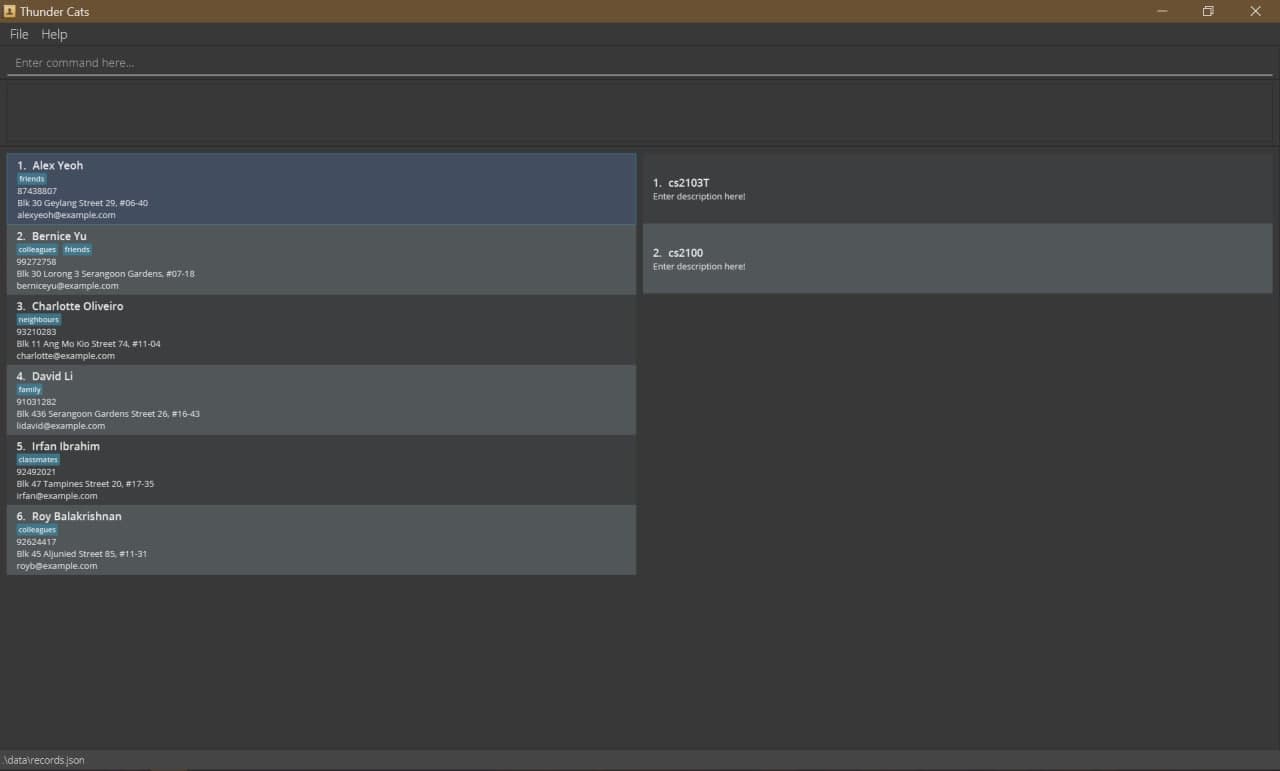 Thunder Cats
File Help
Enter command here...
1. Alex Yeoh
friends
87438807
Blk 30 Geylang Street 29, #06-40
alexyeoh@example.com
2. Bernice Yu
colleagues friends
99272758
Blk 30 Lorong 3 Serangoon Gardens, #07-18
berniceyu@example.com
3. Charlotte Oliveiro
neighbours
93210283
Blk 11 Ang Mo Kio Street 74, #11-04
charlotte@example.com
4. David Li
family
91031282
Blk 436 Serangoon Gardens Street 26, #16-43
lidavid@example.com
5. Irfan Ibrahim
classmates
92492021
Blk 47 Tampines Street 20, #17-35
irfan@example.com
6. Roy Balakrishnan
colleagues
92624417
Blk 45 Aljunied Street 85, #11-31
royb@example.com
1. cs2103T
Enter description here!
2. cs2100
Enter description here!
.\data\records.json